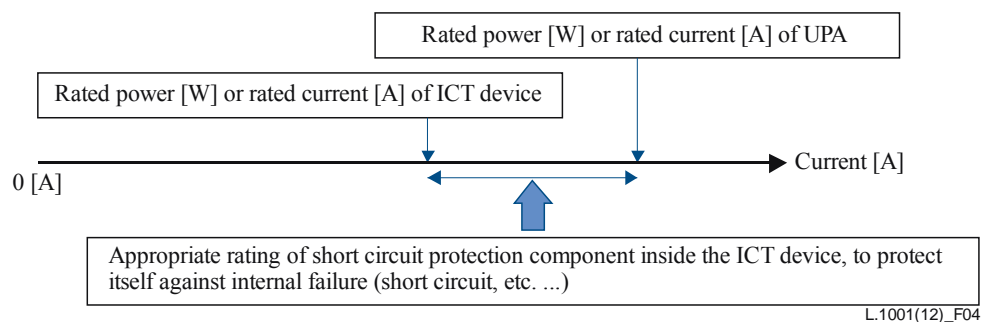 Rated power [W] or rated current [A] of UPA
Rated power [W] or rated current [A] of ICT device
Current [A]
0 [A]
Appropriate rating of short circuit protection component inside the ICT device, to protect
itself against internal failure (short circuit, etc. ...)
L.1001(12)_F04